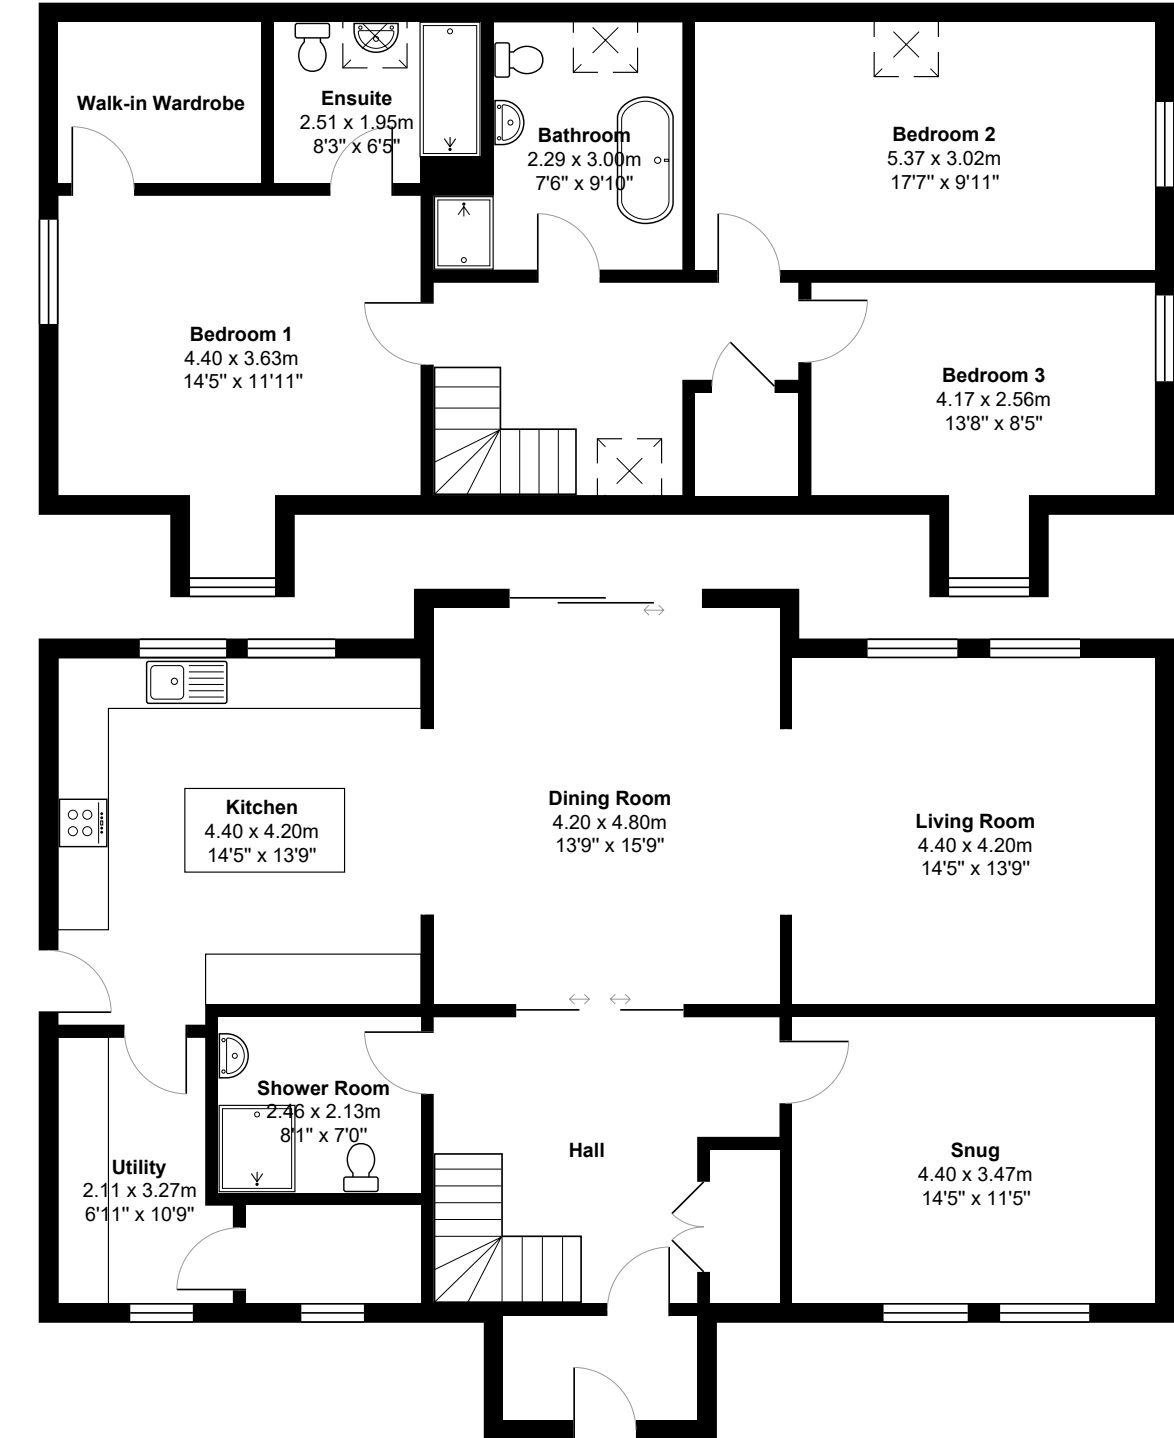 Walk-in Wardrobe
Ensuite
2.51 x 1.95m
8'3" x 6'5"
Bathroom
2.29 x 3.00m
7'6" x 9'10"
Bedroom 2
5.37 x 3.02m
17'7" x 9'11"
Bedroom 1
4.40 x 3.63m
14'5" x 11'11"
Bedroom 3
4.17 x 2.56m
13'8" x 8'5"
Kitchen
4.40 x 4.20m
14'5" x 13'9"
Dining Room
4.20 x 4.80m
13'9" x 15'9"
Living Room
4.40 x 4.20m
14'5" x 13'9"
Shower Room
2.46 x 2.13m
8'1" x 7'0"
Utility
2.11 x 3.27m
6'11" x 10'9"
Hall
Snug
4.40 x 3.47m
14'5" x 11'5"